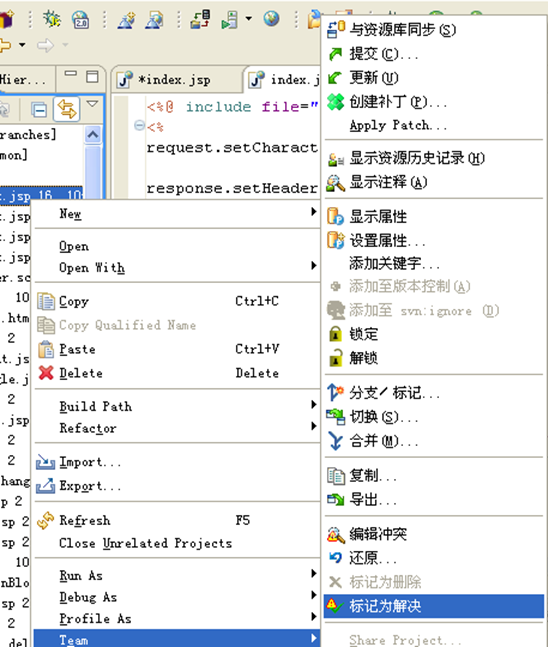 Hier...
*index.jsp
index.j
ranches]
mon]
<%@ include file="
<%
request.setCharact
response.setHeader
.jsp 16 10
New
Open
Open With
Copy Ctrl+C
Copy Qualified Name
Paste Ctrl+V
Delete Delete
Build Path
Refactor
Import...
Export...
Refresh F5
Close Unrelated Projects
Run As
Debug As
Profile As
Team
与资源库同步(S)
提交(C)...
更新(U)
创建补丁(P)...
Apply Patch...
显示资源历史记录(H)
显示注释(A)
显示属性
设置属性...
添加关键字...
添加至版本控制(A)
添加至 svn:ignore (D)
锁定
解锁
分支/标记...
切换(S)...
合并(M)...
复制...
导出...
编辑冲突
还原...
标记为删除
标记为解决
Share Project...